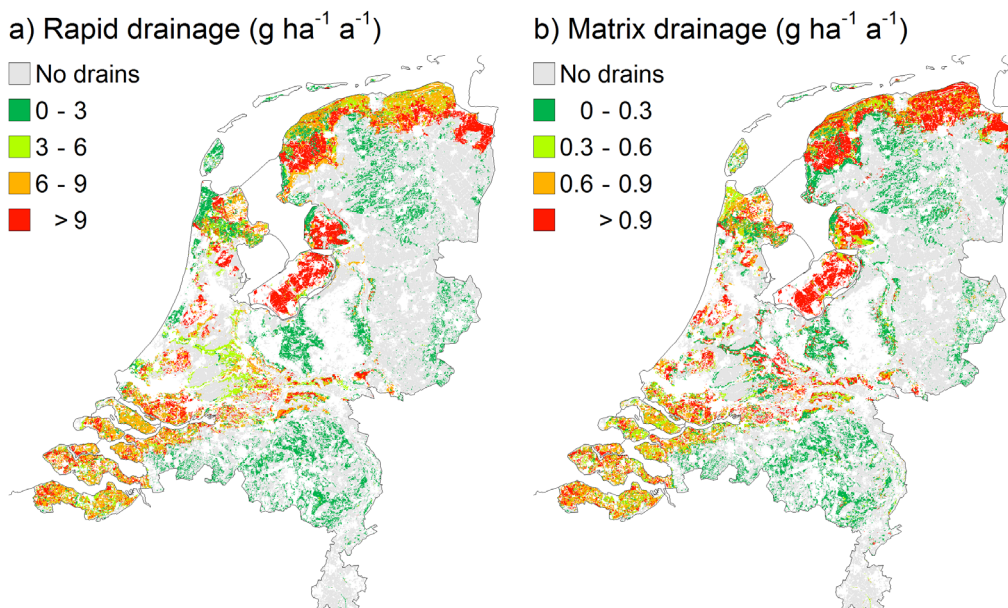 a) Rapid drainage (g ha⁻¹ a⁻¹)
No drains
0 - 3
3 - 6
6 - 9
> 9
b) Matrix drainage (g ha⁻¹ a⁻¹)
No drains
0 - 0.3
0.3 - 0.6
0.6 - 0.9
> 0.9